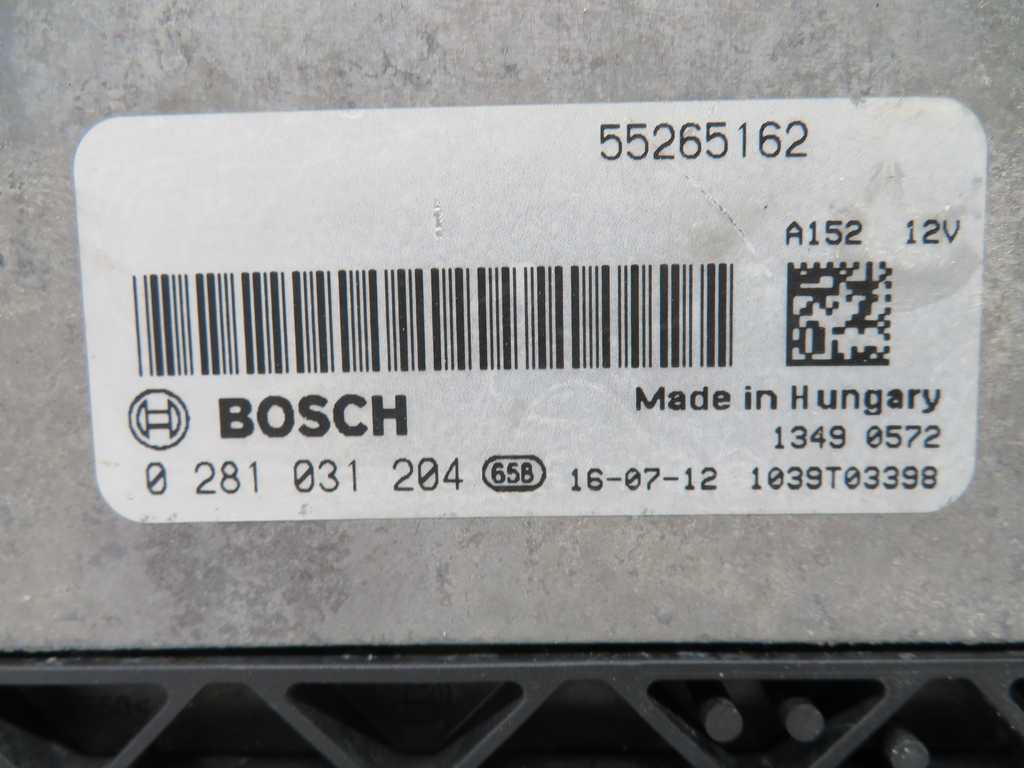 55265162
A152 12V
BOSCH
Made in Hungary
1349 0572
0 281 031 204 658 16-07-12 1039T03398